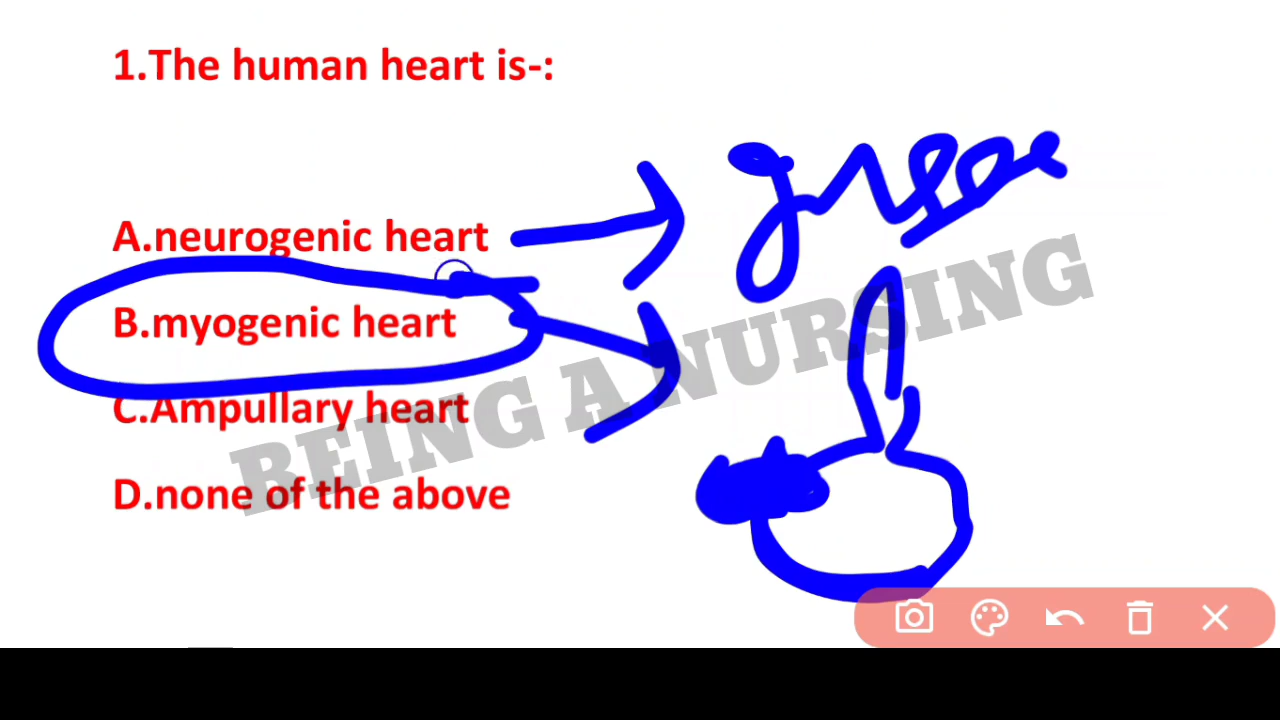 1.The human heart is-:
A.neurogenic heart
B.myogenic heart
C.Ampullary heart
D.none of the above
BEING A NURSING